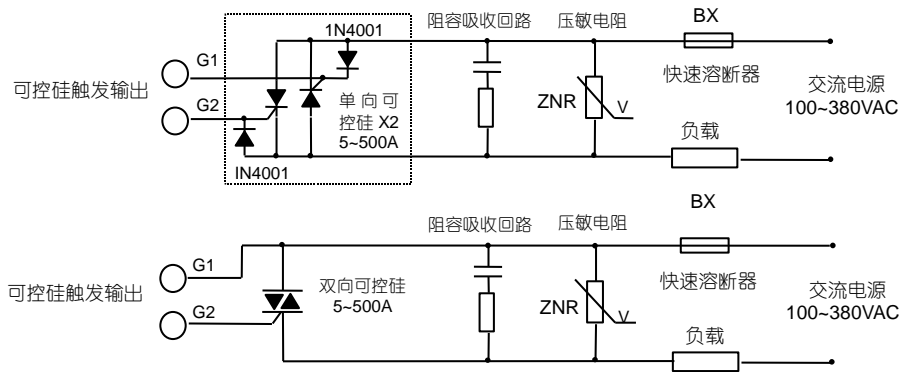 阻容吸收回路
压敏电阻
BX
1N4001
G1
可控硅触发输出
G2
快速溶断器
交流电源
100~380VAC
ZNR
V
单 向 可
控 硅 X2
5~500A
负载
IN4001
BX
阻容吸收回路
压敏电阻
G1
可控硅触发输出
G2
双向可控硅
5~500A
快速溶断器
交流电源
100~380VAC
ZNR
V
负载